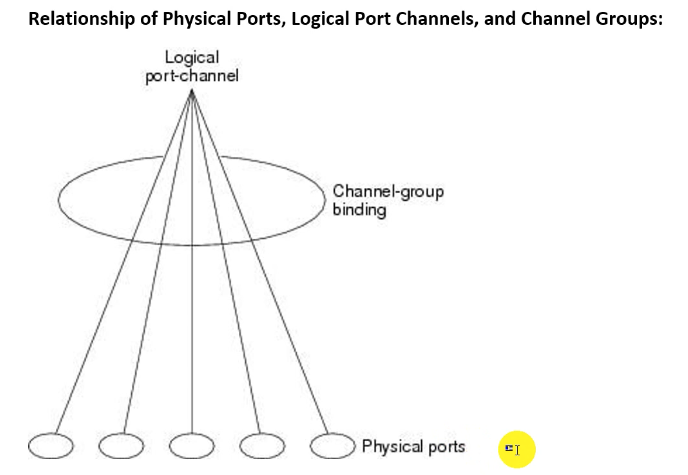 Relationship of Physical Ports, Logical Port Channels, and Channel Groups:
Logical
port-channel
Channel-group
binding
Physical ports